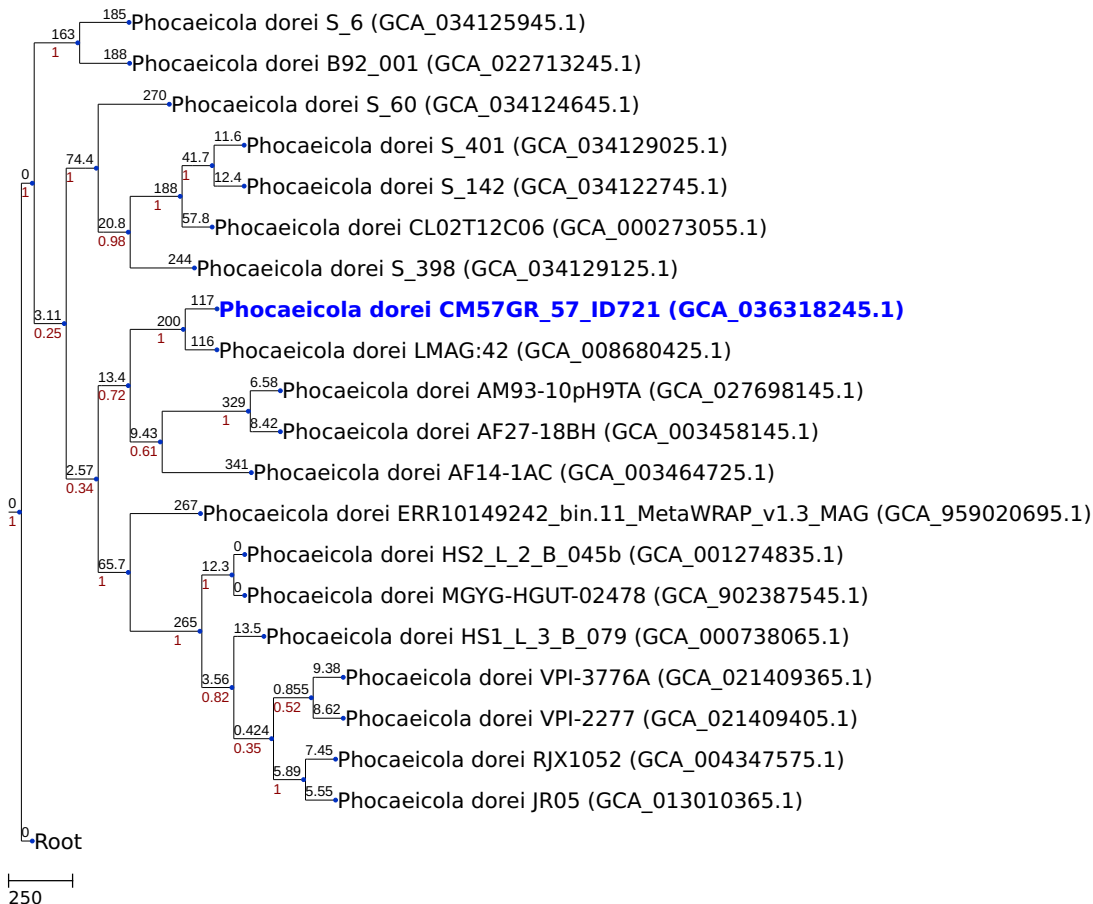 185
Phocaeicola dorei S_6 (GCA_034125945.1)
163
1
188
Phocaeicola dorei B92_001 (GCA_022713245.1)
270
Phocaeicola dorei S_60 (GCA_034124645.1)
11.6
Phocaeicola dorei S_401 (GCA_034129025.1)
41.7
1
74.4
1
12.4
Phocaeicola dorei S_142 (GCA_034122745.1)
0
1
188
1
57.8
Phocaeicola dorei CL02T12C06 (GCA_000273055.1)
20.8
0.98
244
Phocaeicola dorei S_398 (GCA_034129125.1)
117
Phocaeicola dorei CM57GR_57_ID721 (GCA_036318245.1)
3.11
0.25
200
1
116
Phocaeicola dorei LMAG:42 (GCA_008680425.1)
13.4
0.72
6.58
Phocaeicola dorei AM93-10pH9TA (GCA_027698145.1)
329
1
8.42
Phocaeicola dorei AF27-18BH (GCA_003458145.1)
9.43
0.61
341
Phocaeicola dorei AF14-1AC (GCA_003464725.1)
2.57
0.34
0
1
267
Phocaeicola dorei ERR10149242_bin.11_MetaWRAP_v1.3_MAG (GCA_959020695.1)
0
Phocaeicola dorei HS2_L_2_B_045b (GCA_001274835.1)
65.7
1
12.3
1
0
Phocaeicola dorei MGYG-HGUT-02478 (GCA_902387545.1)
265
1
13.5
Phocaeicola dorei HS1_L_3_B_079 (GCA_000738065.1)
3.56
0.82
9.38
Phocaeicola dorei VPI-3776A (GCA_021409365.1)
0.855
0.52
8.62
Phocaeicola dorei VPI-2277 (GCA_021409405.1)
0.424
0.35
7.45
Phocaeicola dorei RJX1052 (GCA_004347575.1)
5.89
1
5.55
Phocaeicola dorei JR05 (GCA_013010365.1)
0
Root
250